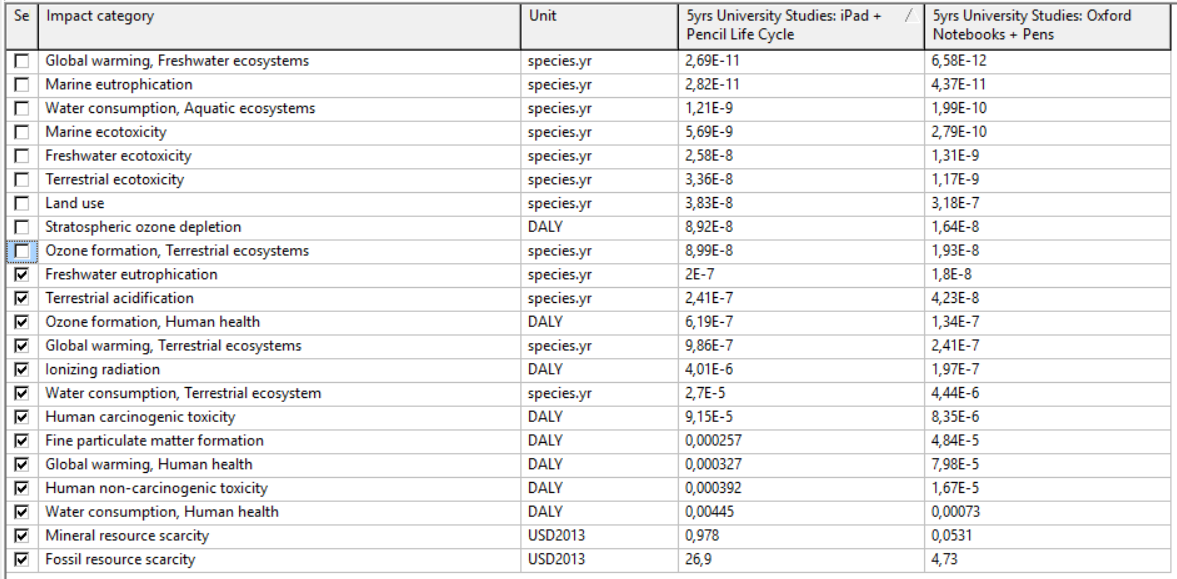 Se Impact category Unit 5yrs University Studies: iPad + Pencil Life Cycle 5yrs University Studies: Oxford Notebooks + Pens
Global warming, Freshwater ecosystems species.yr 2,69E-11 6,58E-12
Marine eutrophication species.yr 2,82E-11 4,37E-11
Water consumption, Aquatic ecosystems species.yr 1,21E-9 1,99E-10
Marine ecotoxicity species.yr 5,69E-9 2,79E-10
Freshwater ecotoxicity species.yr 2,58E-8 1,31E-9
Terrestrial ecotoxicity species.yr 3,36E-8 1,17E-9
Land use species.yr 3,83E-8 3,18E-7
Stratospheric ozone depletion DALY 8,92E-8 1,64E-8
Ozone formation, Terrestrial ecosystems species.yr 8,99E-8 1,93E-8
Freshwater eutrophication species.yr 2E-7 1,8E-8
Terrestrial acidification species.yr 2,41E-7 4,23E-8
Ozone formation, Human health DALY 6,19E-7 1,34E-7
Global warming, Terrestrial ecosystems species.yr 9,86E-7 2,41E-7
Ionizing radiation DALY 4,01E-6 1,97E-7
Water consumption, Terrestrial ecosystem species.yr 2,7E-5 4,44E-6
Human carcinogenic toxicity DALY 9,15E-5 8,35E-6
Fine particulate matter formation DALY 0,000257 4,84E-5
Global warming, Human health DALY 0,000327 7,98E-5
Human non-carcinogenic toxicity DALY 0,000392 1,67E-5
Water consumption, Human health DALY 0,00445 0,00073
Mineral resource scarcity USD2013 0,978 0,0531
Fossil resource scarcity USD2013 26,9 4,73